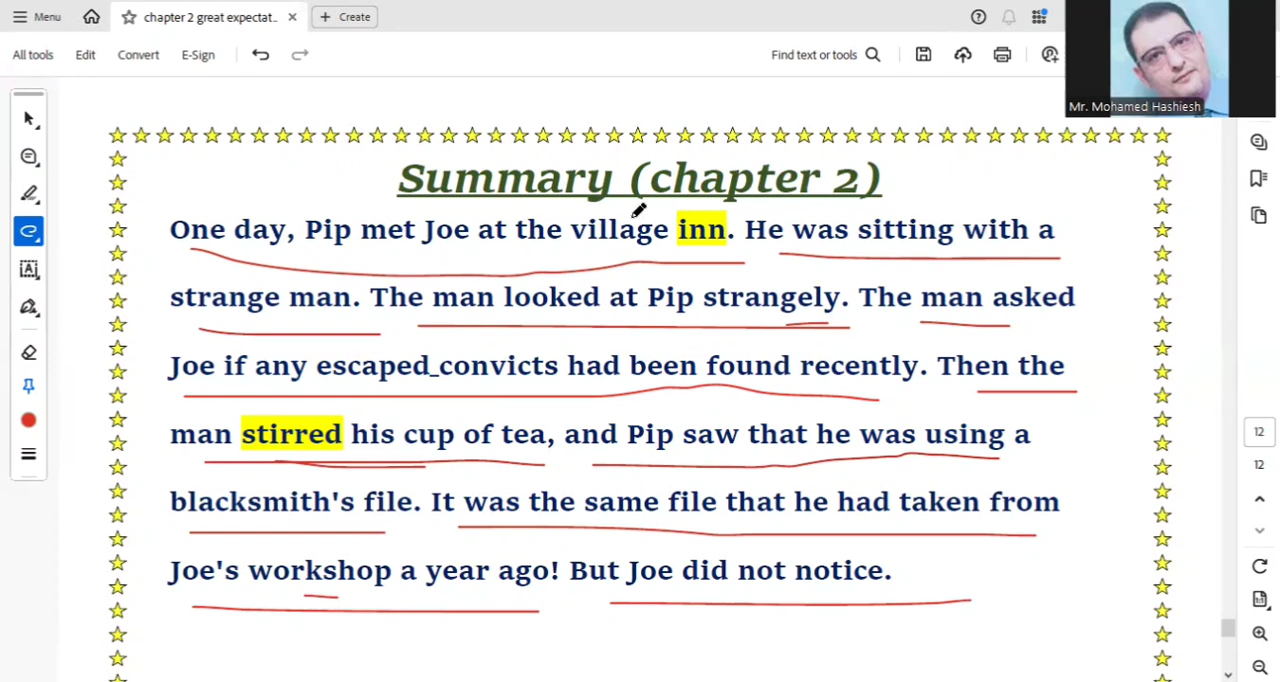 Menu
chapter 2 great expectat...
Create
All tools
Edit
Convert
E-Sign
Find text or tools
Mr. Mohamed Hashiesh
Summary (chapter 2)
One day, Pip met Joe at the village inn. He was sitting with a
strange man. The man looked at Pip strangely. The man asked
Joe if any escaped_convicts had been found recently. Then the
man stirred his cup of tea, and Pip saw that he was using a
blacksmith's file. It was the same file that he had taken from
Joe's workshop a year ago! But Joe did not notice.
12
12